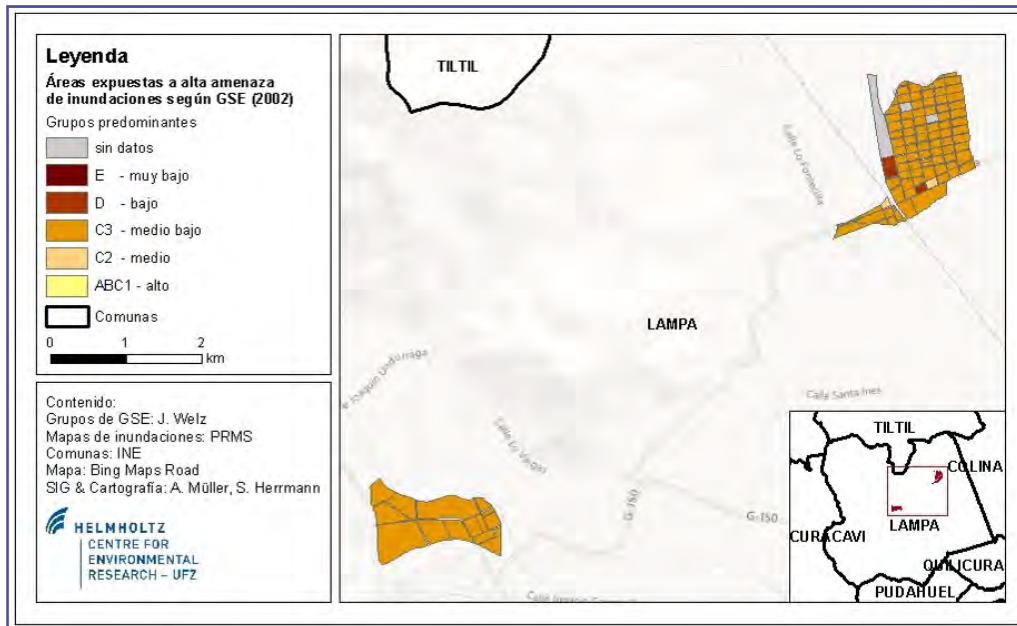 Leyenda
Áreas expuestas a alta amenaza
de inundaciones según GSE (2002)
Grupos predominantes
sin datos
E - muy bajo
D - bajo
C3 - medio bajo
C2 - medio
ABC1 - alto
Comunas
0 1 2
km
Contenido:
Grupos de GSE: J. Welz
Mapas de inundaciones: PRMS
Comunas: INE
Mapa: Bing Maps Road
SIG & Cartografía: A. Müller, S. Herrmann
HELMHOLTZ
CENTRE FOR
ENVIRONMENTAL
RESEARCH – UFZ
TILTIL
LAMPA
e Joaquin Undurraga
Calle Lo Vargas
Calle Santa Ines
G-150
G-150
TILTIL
COLINA
LAMPA
CURACAVI
QUILICURA
PUDAHUEL